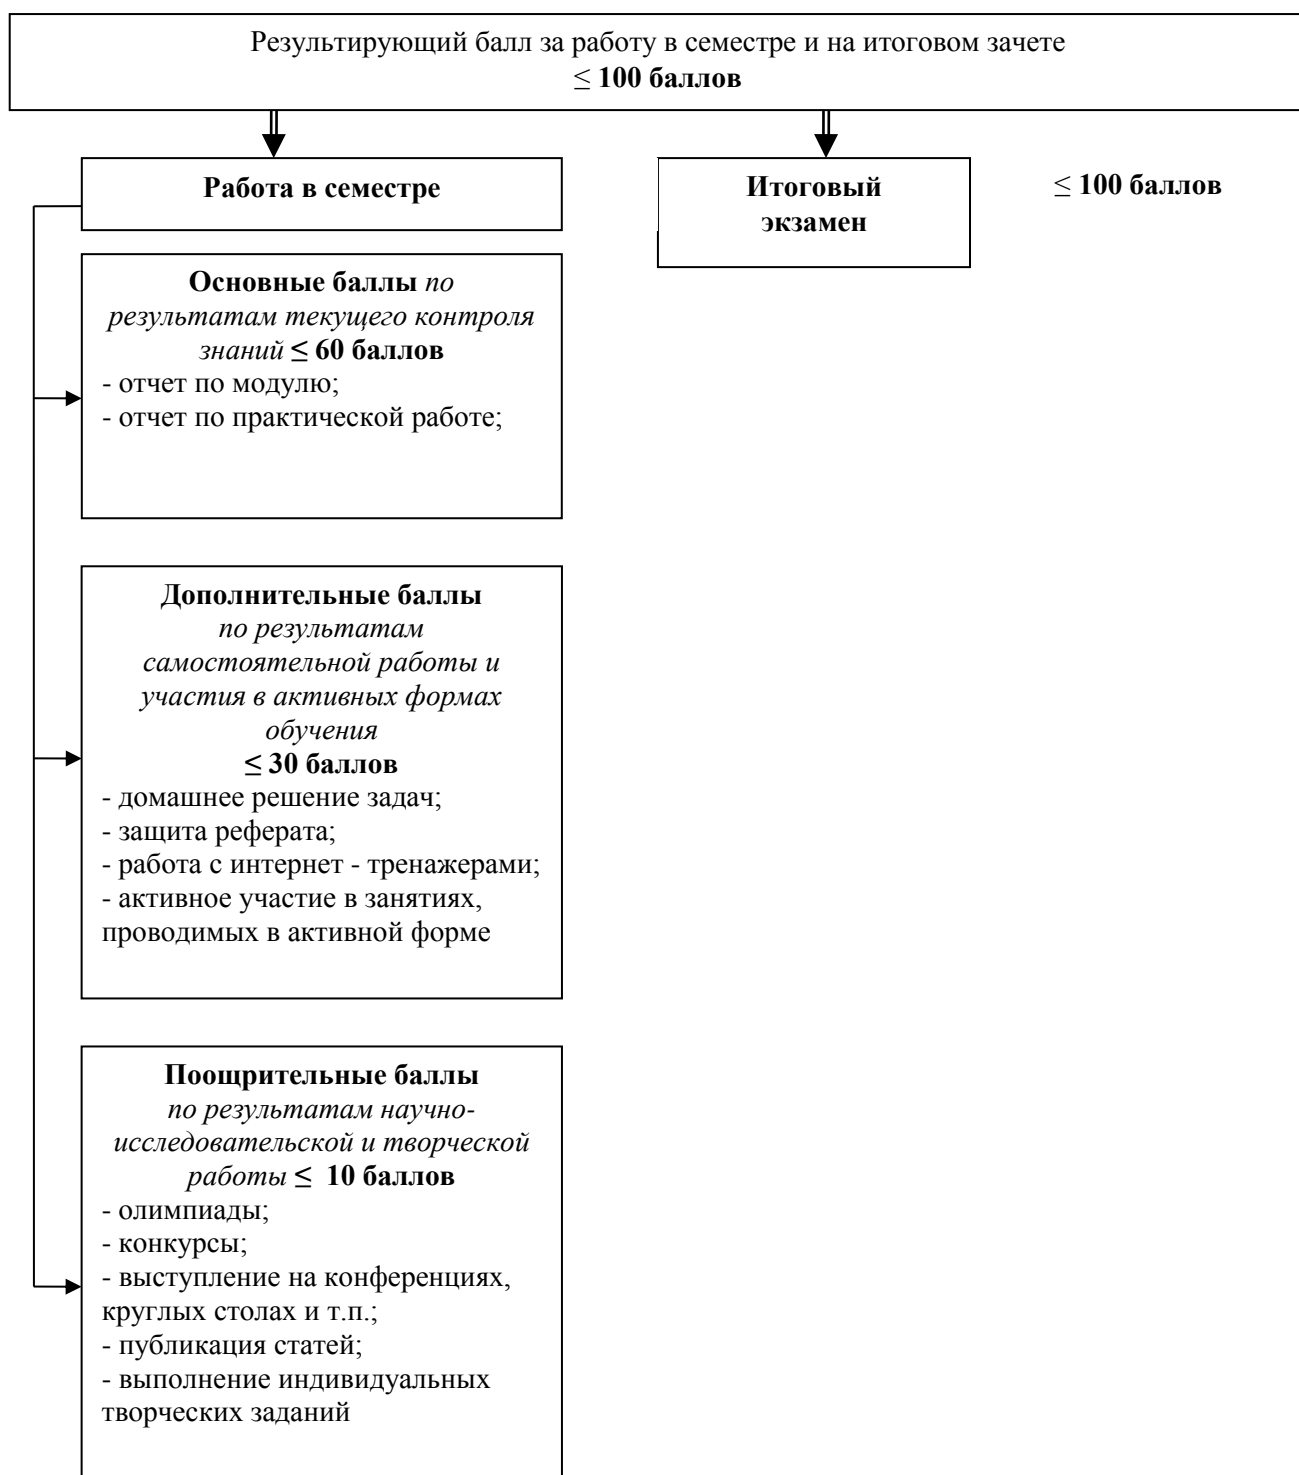 Результирующий балл за работу в семестре и на итоговом зачете
≤ 100 баллов
Работа в семестре
Итоговый
экзамен
≤ 100 баллов
Основные баллы по
результатам текущего контроля
знаний ≤ 60 баллов
- отчет по модулю;
- отчет по практической работе;
Дополнительные баллы
по результатам
самостоятельной работы и
участия в активных формах
обучения
≤ 30 баллов
- домашнее решение задач;
- защита реферата;
- работа с интернет - тренажерами;
- активное участие в занятиях,
проводимых в активной форме
Поощрительные баллы
по результатам научно-
исследовательской и творческой
работы ≤ 10 баллов
- олимпиады;
- конкурсы;
- выступление на конференциях,
круглых столах и т.п.;
- публикация статей;
- выполнение индивидуальных
творческих заданий